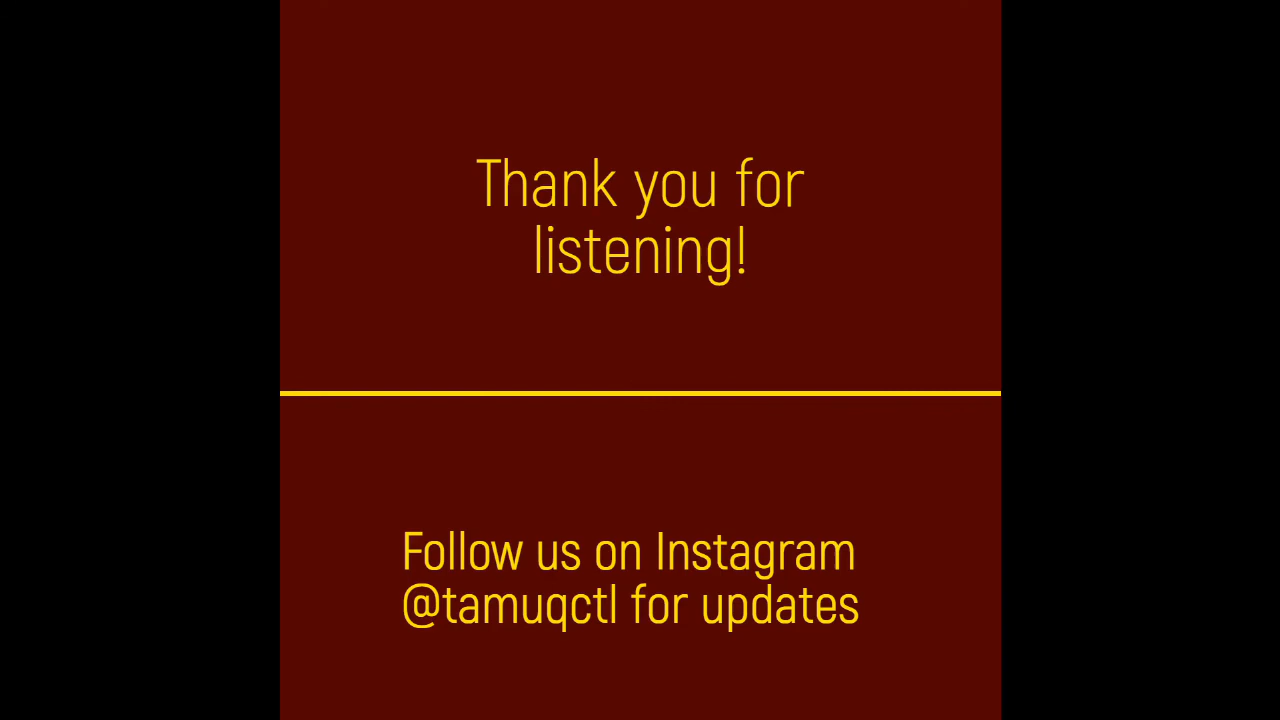 Thank you for
listening!
Follow us on Instagram
@tamuqctl for updates